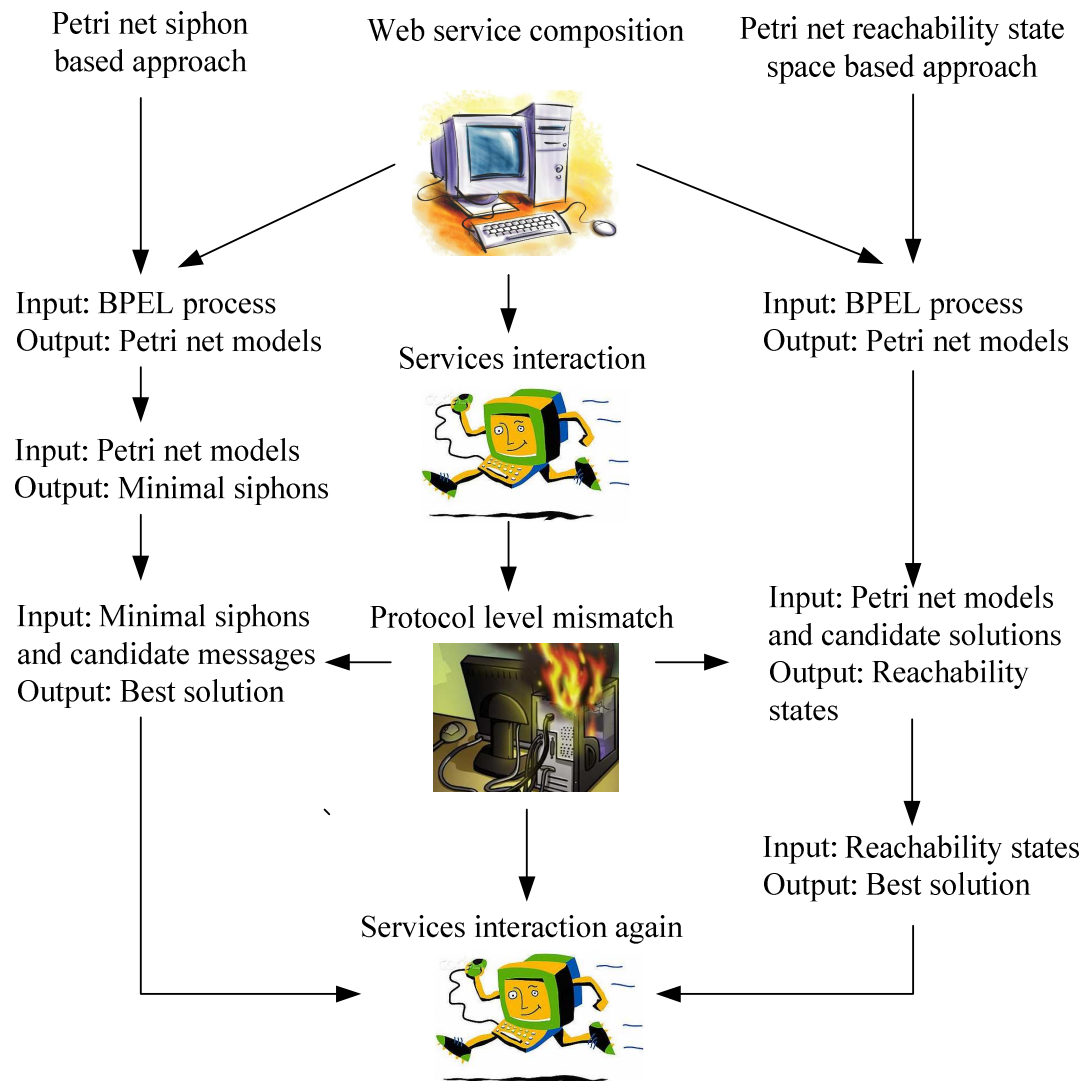 Petri net siphon
based approach
Web service composition
Petri net reachability state
space based approach
Input: BPEL process
Output: Petri net models
Services interaction
Input: BPEL process
Output: Petri net models
Input: Petri net models
Output: Minimal siphons
Input: Minimal siphons
and candidate messages
Output: Best solution
Protocol level mismatch
Input: Petri net models
and candidate solutions
Output: Reachability
states
Input: Reachability states
Output: Best solution
Services interaction again